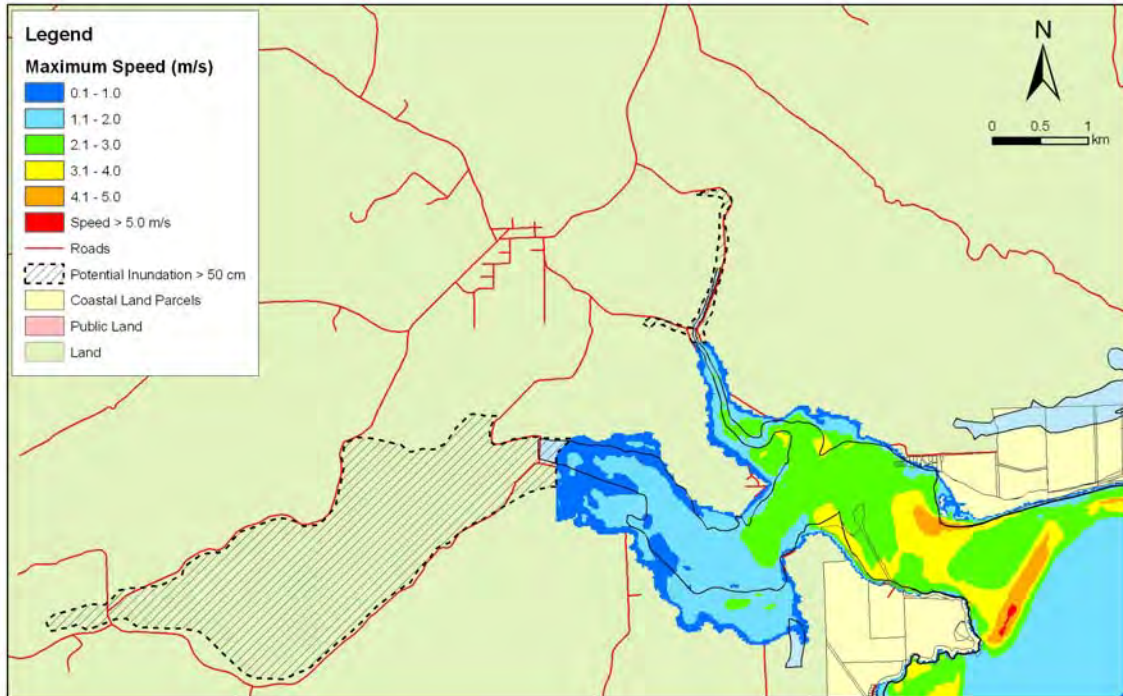 Legend
Maximum Speed (m/s)
0.1 - 1.0
1.1 - 2.0
2.1 - 3.0
3.1 - 4.0
4.1 - 5.0
Speed > 5.0 m/s
Roads
Potential Inundation > 50 cm
Coastal Land Parcels
Public Land
Land
N
0 0.5 1
km